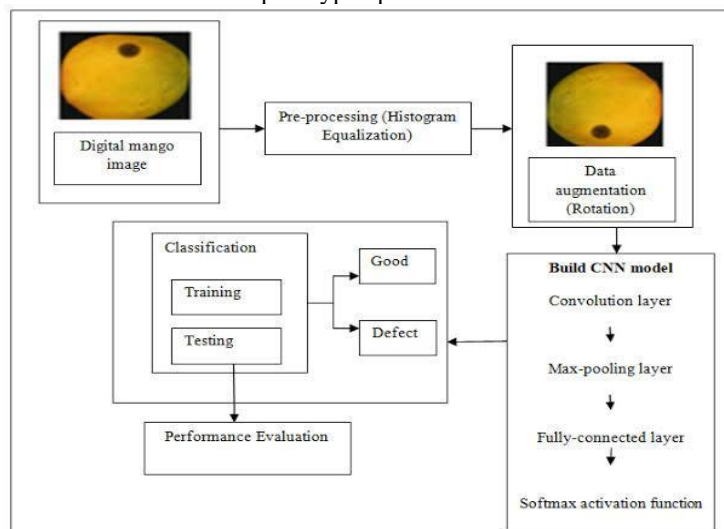 Digital mango
image
Pre-processing (Histogram
Equalization)
Data
augmentation
(Rotation)
Build CNN model
Convolution layer
Max-pooling layer
Fully-connected layer
Softmax activation function
Classification
Training
Testing
Good
Defect
Performance Evaluation